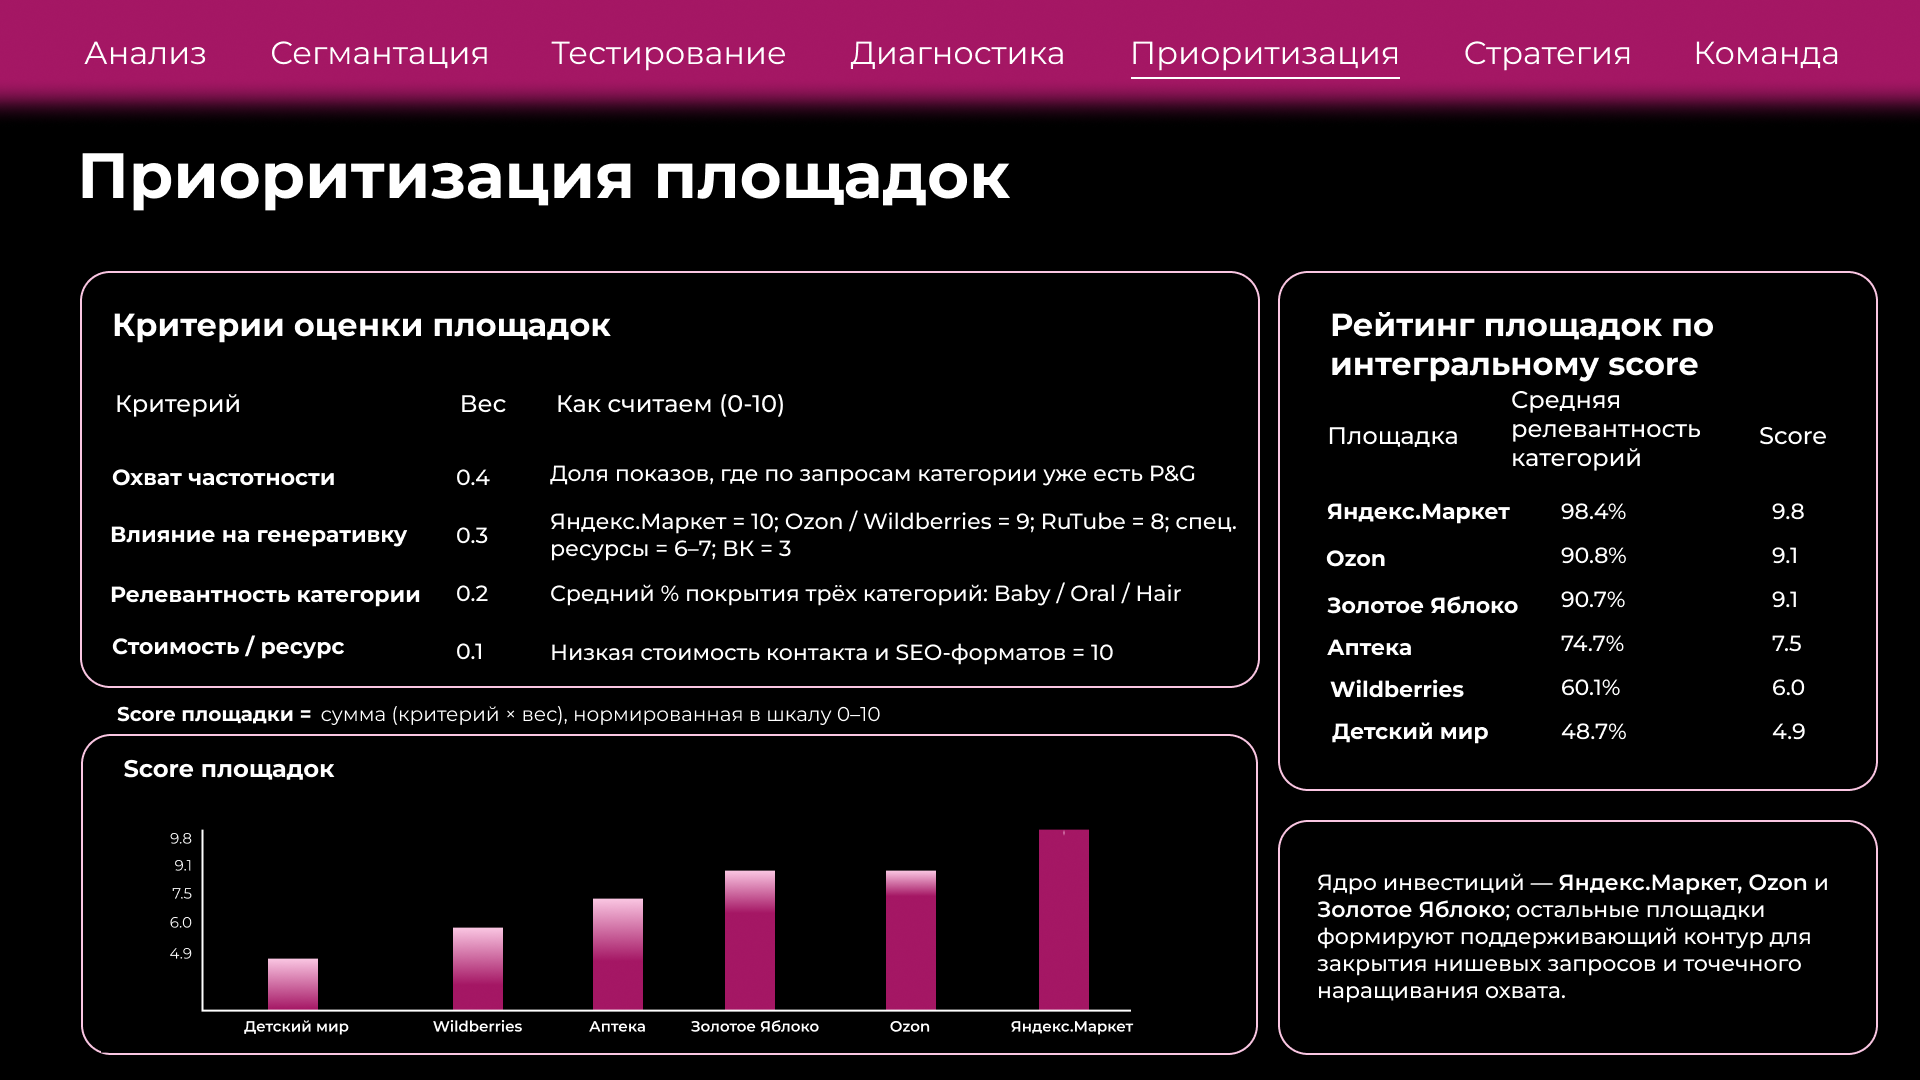 Анализ Сегмантация Тестирование Диагностика Приоритизация Стратегия Команда
Приоритизация площадок
Критерии оценки площадок
Критерий Вес Как считаем (0-10)
Охват частотности 0.4 Доля показов, где по запросам категории уже есть P&G
Влияние на генеративку 0.3 Яндекс.Маркет = 10; Ozon / Wildberries = 9; RuTube = 8; спец.
ресурсы = 6–7; ВК = 3
Релевантность категории 0.2 Средний % покрытия трёх категорий: Baby / Oral / Hair
Стоимость / ресурс 0.1 Низкая стоимость контакта и SEO-форматов = 10
Score площадки = сумма (критерий × вес), нормированная в шкалу 0–10
Score площадок
9.8
9.1
7.5
6.0
4.9
Детский мир Wildberries Аптека Золотое Яблоко Ozon Яндекс.Маркет
Рейтинг площадок по
интегральному score
Площадка
Средняя
релевантность
категорий
Score
Яндекс.Маркет 98.4% 9.8
Ozon 90.8% 9.1
Золотое Яблоко 90.7% 9.1
Аптека 74.7% 7.5
Wildberries 60.1% 6.0
Детский мир 48.7% 4.9
Ядро инвестиций — Яндекс.Маркет, Ozon и
Золотое Яблоко; остальные площадки
формируют поддерживающий контур для
закрытия нишевых запросов и точечного
наращивания охвата.